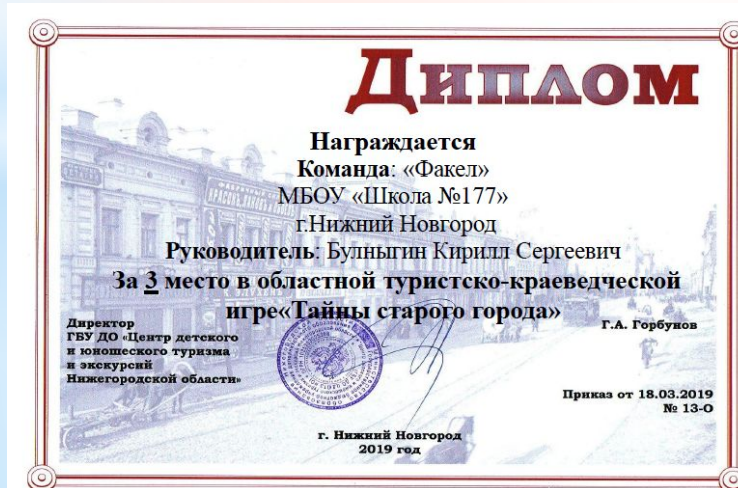 Диплом
Награждается
Команда: «Факел»
МБОУ «Школа №177»
г.Нижний Новгород
Руководитель: Булныгин Кирилл Сергеевич
За 3 место в областной туристско-краеведческой
игре«Тайны старого города»
Директор
ГБУ ДО «Центр детского
и юношеского туризма
и экскурсий
Нижегородской области»
Г.А. Горбунов
Приказ от 18.03.2019
№ 13-О
г. Нижний Новгород
2019 год